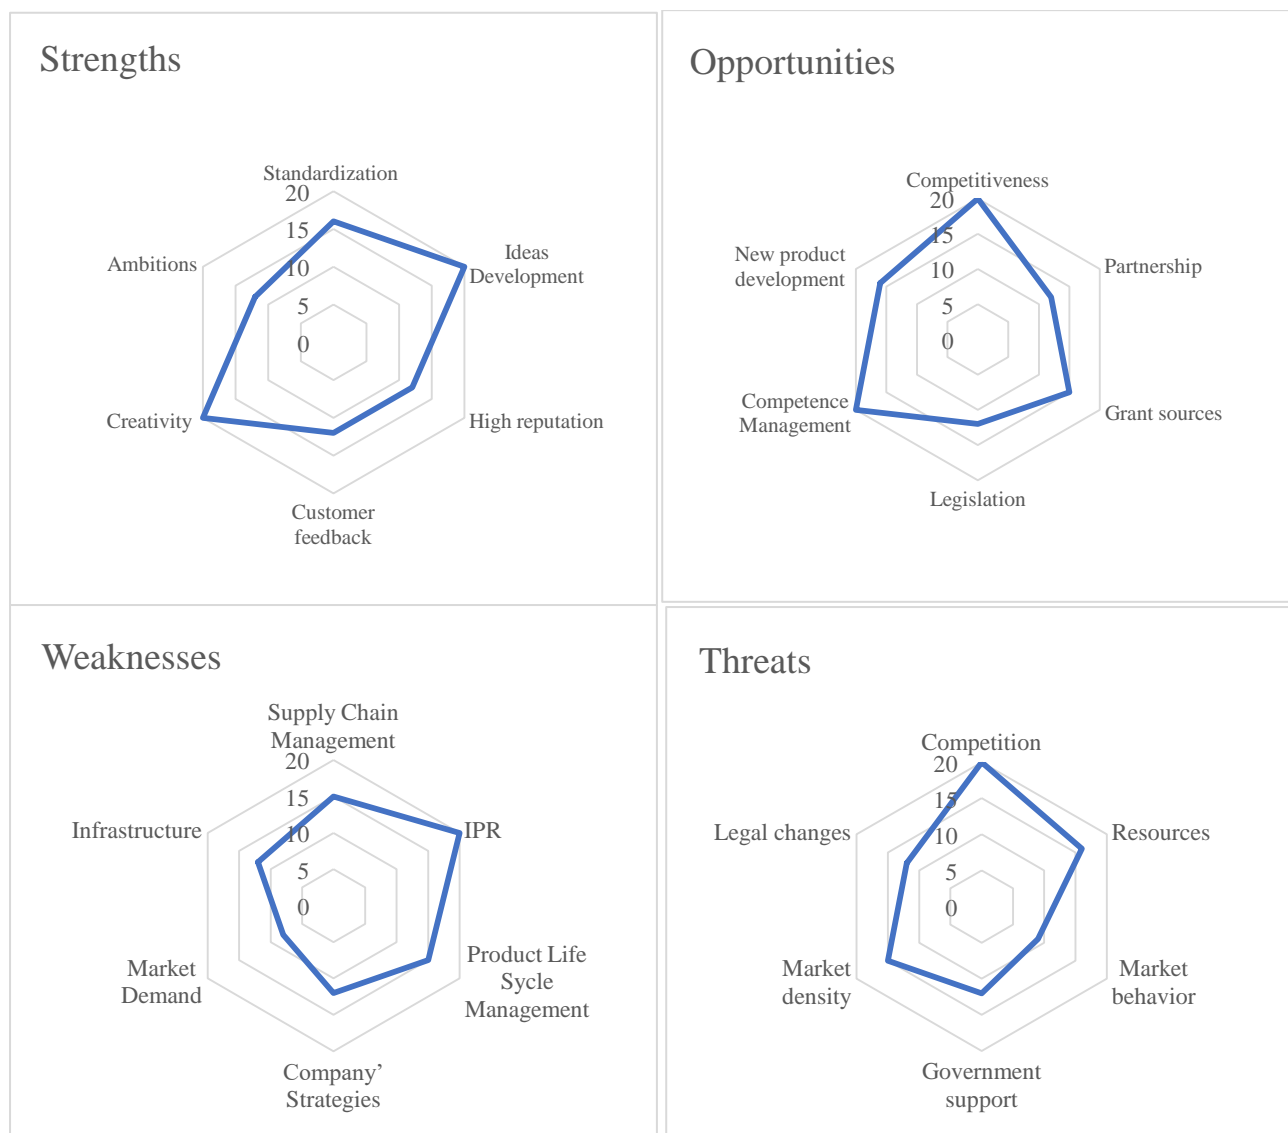 Strengths
Standardization
20
15
10
5
0
Ideas
Development
High reputation
Customer
feedback
Creativity
Ambitions
Opportunities
Competitiveness
20
15
10
5
0
Partnership
Grant sources
Legislation
Competence
Management
New product
development
Weaknesses
Supply Chain
Management
20
15
10
5
0
IPR
Product Life
Sycle
Management
Company’
Strategies
Market
Demand
Infrastructure
Threats
Competition
20
15
10
5
0
Resources
Market
behavior
Government
support
Market
density
Legal changes